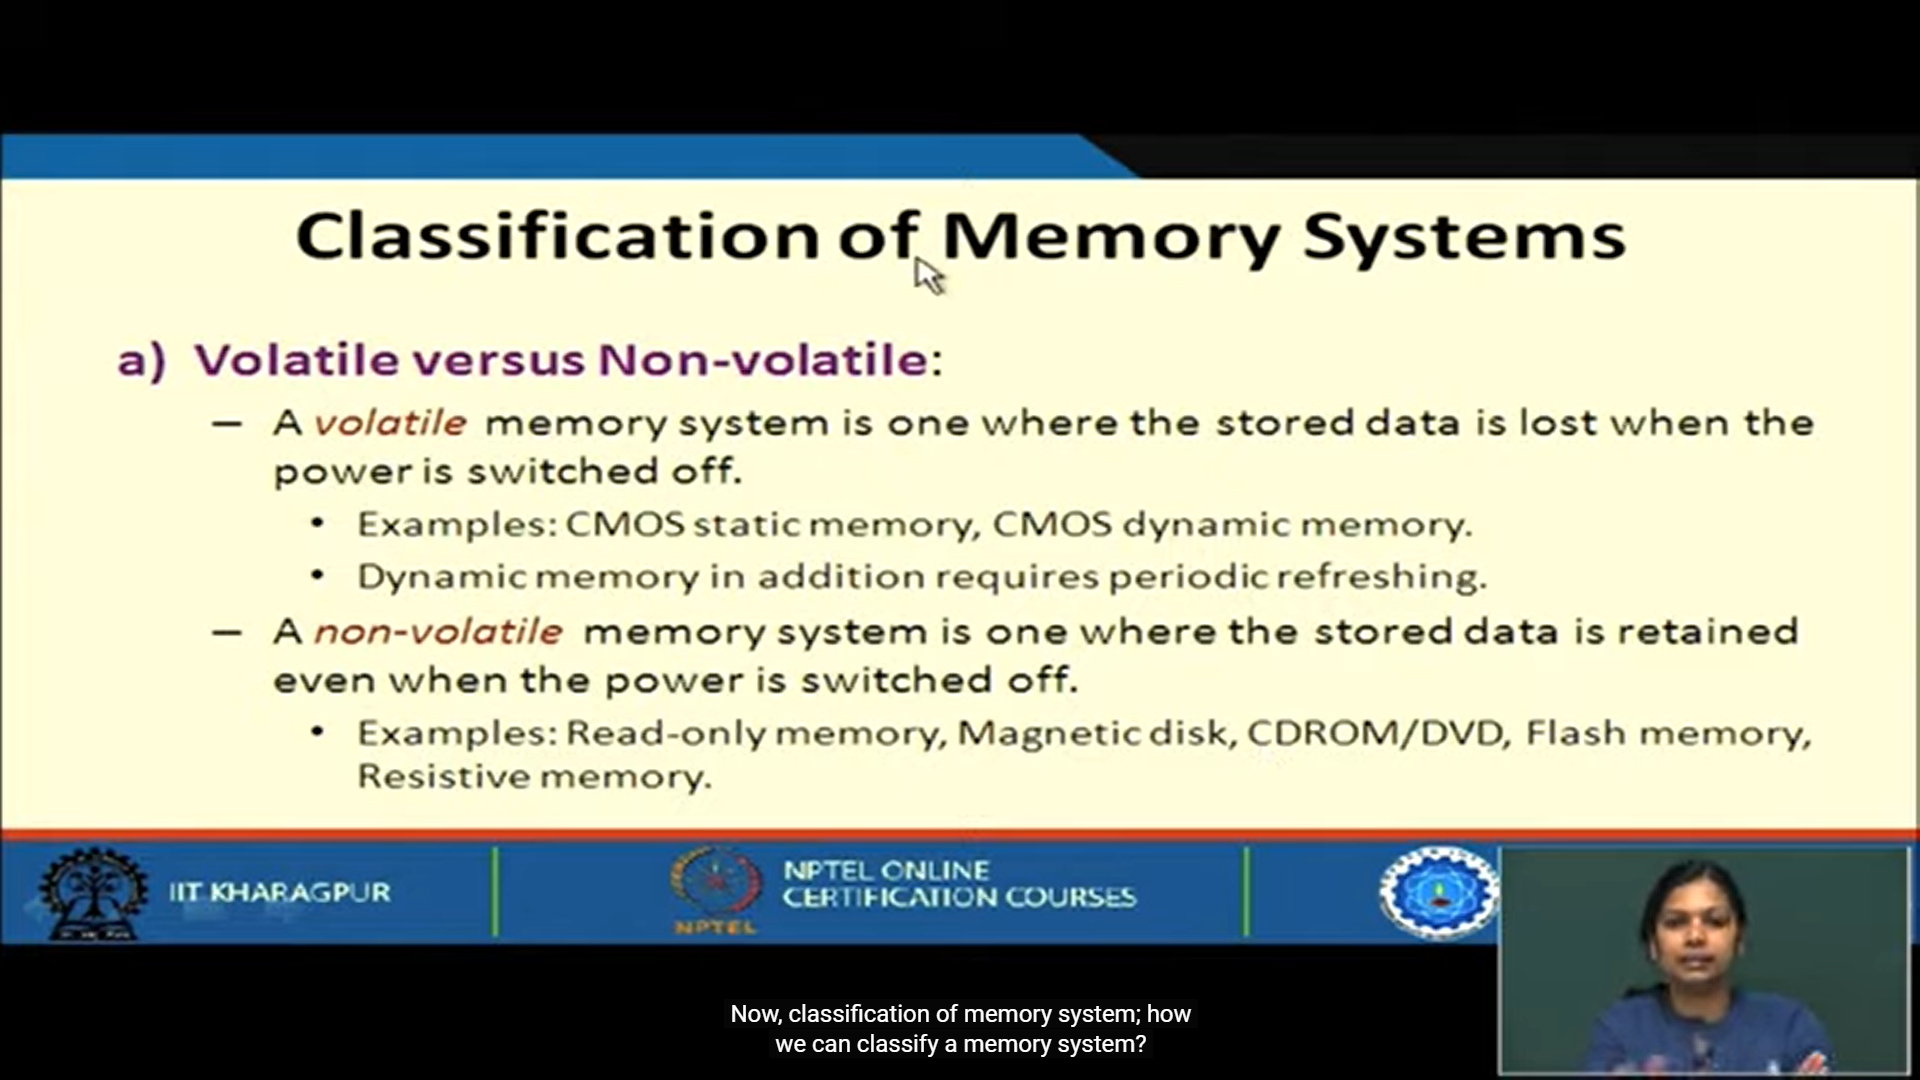 Classification of Memory Systems
a) Volatile versus Non-volatile:
– A volatile memory system is one where the stored data is lost when the
power is switched off.
• Examples: CMOS static memory, CMOS dynamic memory.
• Dynamic memory in addition requires periodic refreshing.
– A non-volatile memory system is one where the stored data is retained
even when the power is switched off.
• Examples: Read-only memory, Magnetic disk, CDROM/DVD, Flash memory,
Resistive memory.
IIT KHARAGPUR
NPTEL ONLINE
CERTIFICATION COURSES
NPTEL
Now, classification of memory system; how
we can classify a memory system?